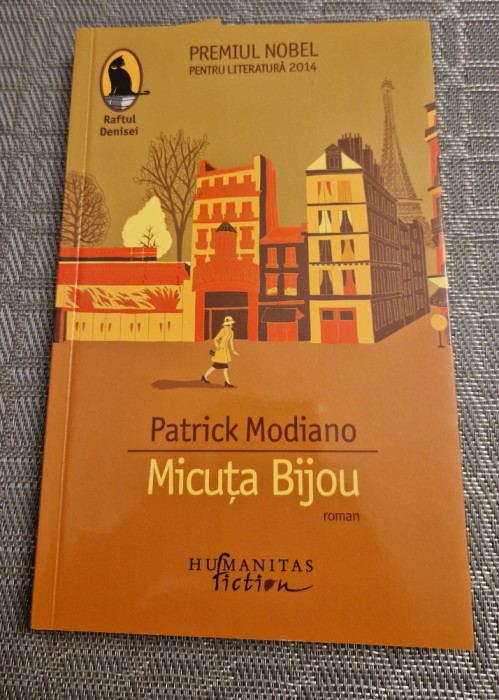 PREMIUL NOBEL
PENTRU LITERATURĂ 2014
Raftul
Denisei
Patrick Modiano
Micuța Bijou
roman
HUMANITAS
fiction